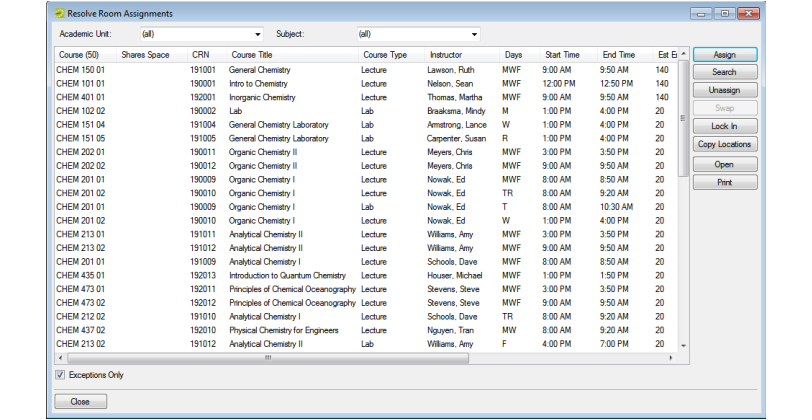 Resolve Room Assignments
Academic Unit: (all) Subject: (all)
Course (50) Shares Space CRN Course Title Course Type Instructor Days Start Time End Time Est E
CHEM 150 01 191001 General Chemistry Lecture Lawson, Ruth MWF 9:00 AM 9:50 AM 140
CHEM 101 01 190001 Intro to Chemistry Lecture Nelson, Sean MWF 12:00 PM 12:50 PM 140
CHEM 401 01 192001 Inorganic Chemistry Lecture Thomas, Martha MWF 9:00 AM 9:50 AM 140
CHEM 102 02 190002 Lab Lab Braaksma, Mindy M 1:00 PM 4:00 PM 20
CHEM 151 04 191004 General Chemistry Laboratory Lab Armstrong, Lance W 1:00 PM 4:00 PM 20
CHEM 151 05 191005 General Chemistry Laboratory Lab Carpenter, Susan R 1:00 PM 4:00 PM 20
CHEM 202 01 190011 Organic Chemistry II Lecture Meyers, Chris MWF 3:00 PM 3:50 PM 20
CHEM 202 02 190012 Organic Chemistry II Lecture Meyers, Chris MWF 9:00 AM 9:50 AM 20
CHEM 201 01 190009 Organic Chemistry I Lecture Nowak, Ed MWF 8:00 AM 8:50 AM 20
CHEM 201 02 190010 Organic Chemistry I Lecture Nowak, Ed TR 8:00 AM 9:20 AM 20
CHEM 201 01 190009 Organic Chemistry I Lab Nowak, Ed T 8:00 AM 10:30 AM 20
CHEM 201 02 190010 Organic Chemistry I Lecture Nowak, Ed W 1:00 PM 4:00 PM 20
CHEM 213 01 191011 Analytical Chemistry II Lecture Williams, Amy MWF 3:00 PM 3:50 PM 20
CHEM 213 02 191012 Analytical Chemistry II Lecture Williams, Amy MWF 9:00 AM 9:50 AM 20
CHEM 201 01 191009 Analytical Chemistry I Lecture Schools, Dave MWF 8:00 AM 8:50 AM 20
CHEM 435 01 192013 Introduction to Quantum Chemistry Lecture Houser, Michael MWF 1:00 PM 1:50 PM 20
CHEM 473 01 192011 Principles of Chemical Oceanography Lecture Stevens, Steve MWF 3:00 PM 3:50 PM 20
CHEM 473 02 192012 Principles of Chemical Oceanography Lecture Stevens, Steve MWF 9:00 AM 9:50 AM 20
CHEM 212 02 191010 Analytical Chemistry I Lecture Schools, Dave TR 8:00 AM 9:20 AM 20
CHEM 437 02 192010 Physical Chemistry for Engineers Lecture Nguyen, Tran MW 8:00 AM 9:20 AM 20
CHEM 213 02 191012 Analytical Chemistry II Lab Williams, Amy F 4:00 PM 7:00 PM 20
Assign
Search
Unassign
Swap
Lock In
Copy Locations
Open
Print
Exceptions Only
Close